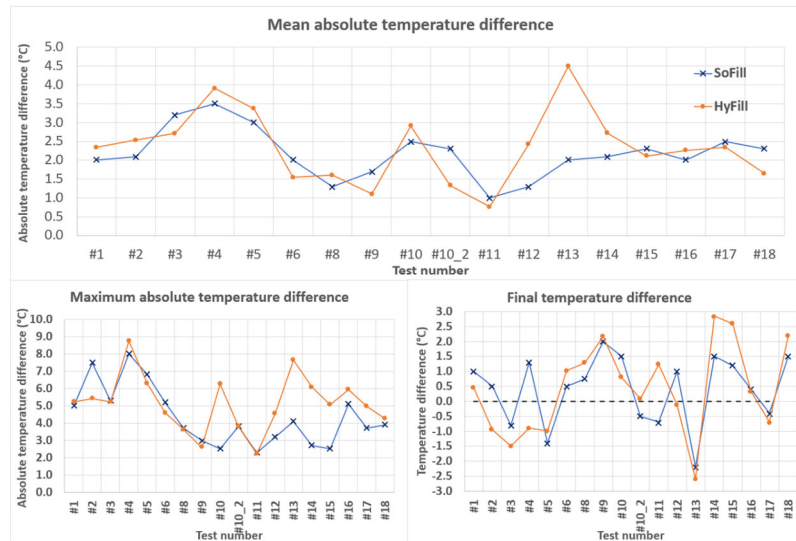 Mean absolute temperature difference
Absolute temperature difference (°C)
5.0
4.5
4.0
3.5
3.0
2.5
2.0
1.5
1.0
0.5
0.0
SoFill
HyFill
#1 #2 #3 #4 #5 #6 #8 #9 #10 #10_2 #11 #12 #13 #14 #15 #16 #17 #18
Test number
Maximum absolute temperature difference
Absolute temperature difference (°C)
10.0
9.0
8.0
7.0
6.0
5.0
4.0
3.0
2.0
1.0
0.0
#1 #2 #3 #4 #5 #6 #8 #9 #10 #10_2 #11 #12 #13 #14 #15 #16 #17 #18
Test number
Final temperature difference
Temperature difference (°C)
3.0
2.5
2.0
1.5
1.0
0.5
0.0
-0.5
-1.0
-1.5
-2.0
-2.5
-3.0
#1 #2 #3 #4 #5 #6 #8 #9 #10 #10_2 #11 #12 #13 #14 #15 #16 #17 #18
Test number